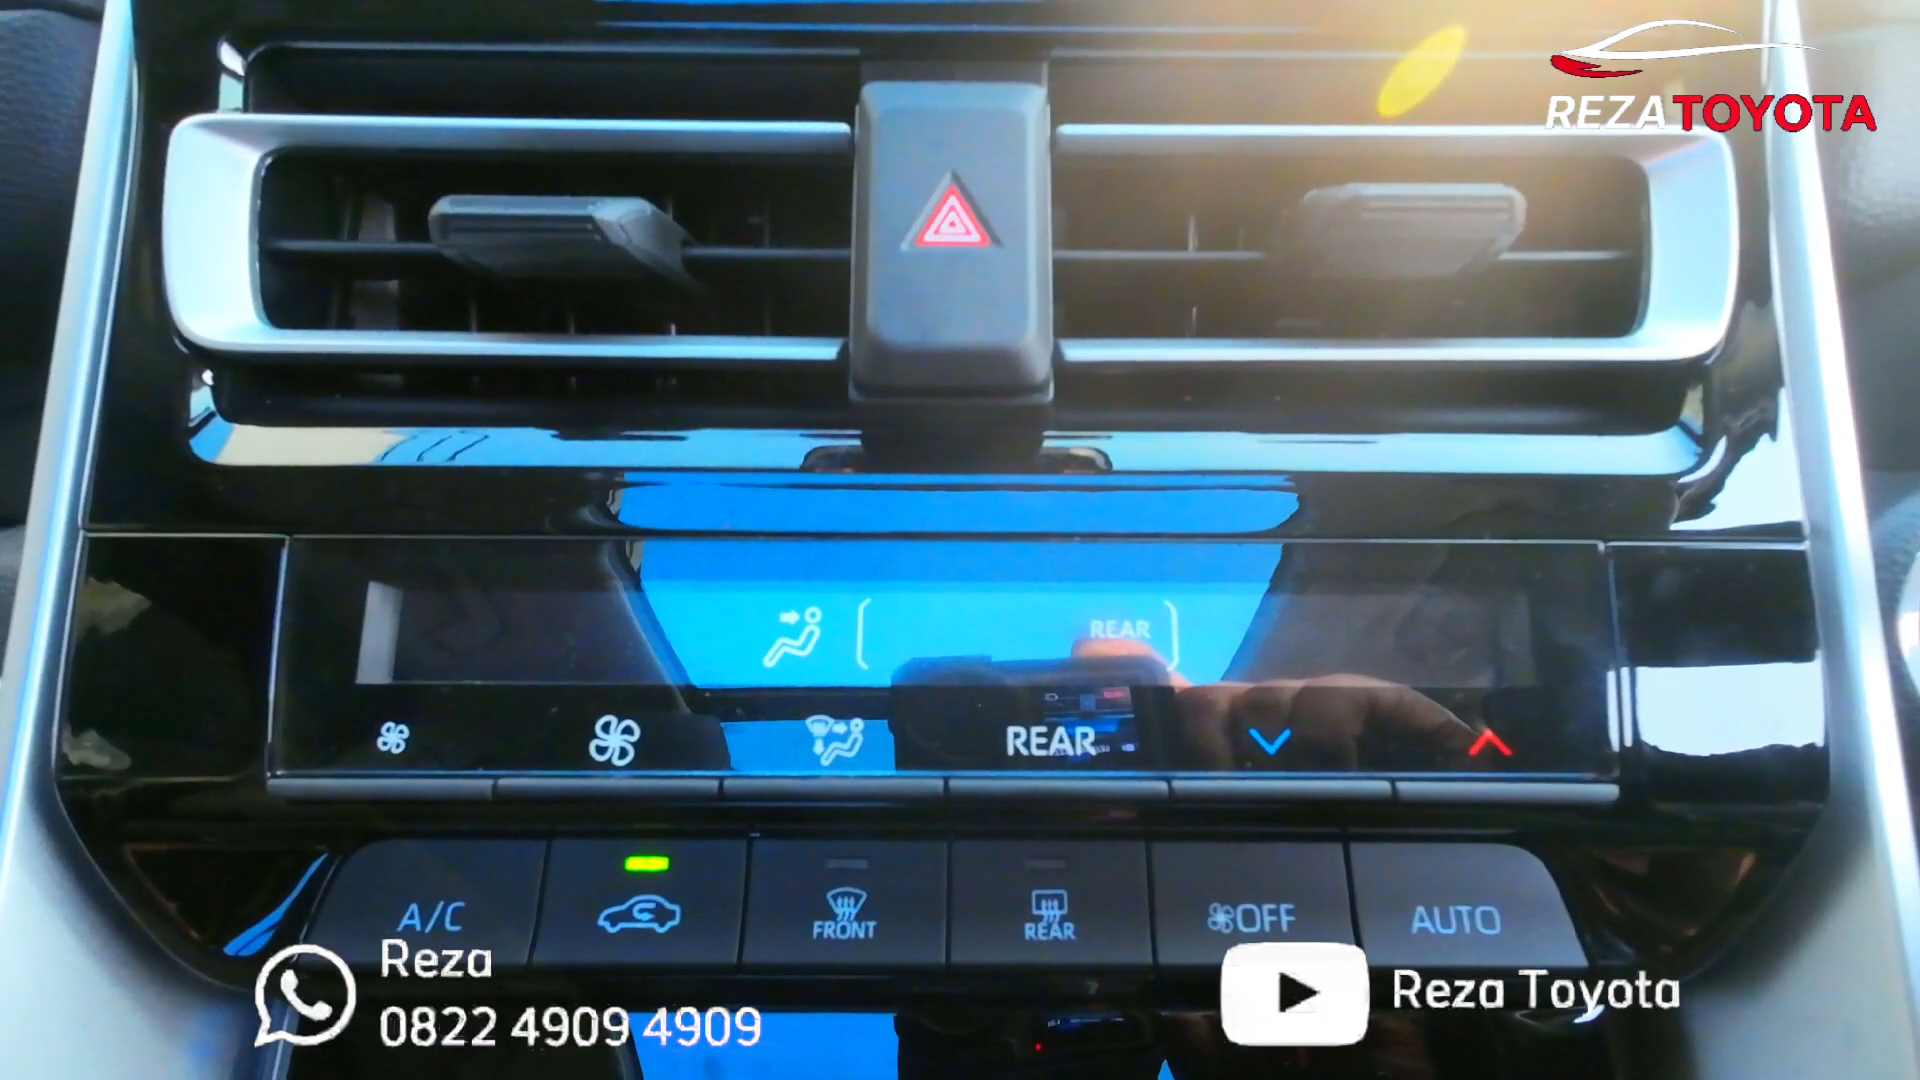 REZA TOYOTA
REAR
REAR
A/C
FRONT
REAR
OFF
AUTO
Reza
0822 4909 4909
Reza Toyota